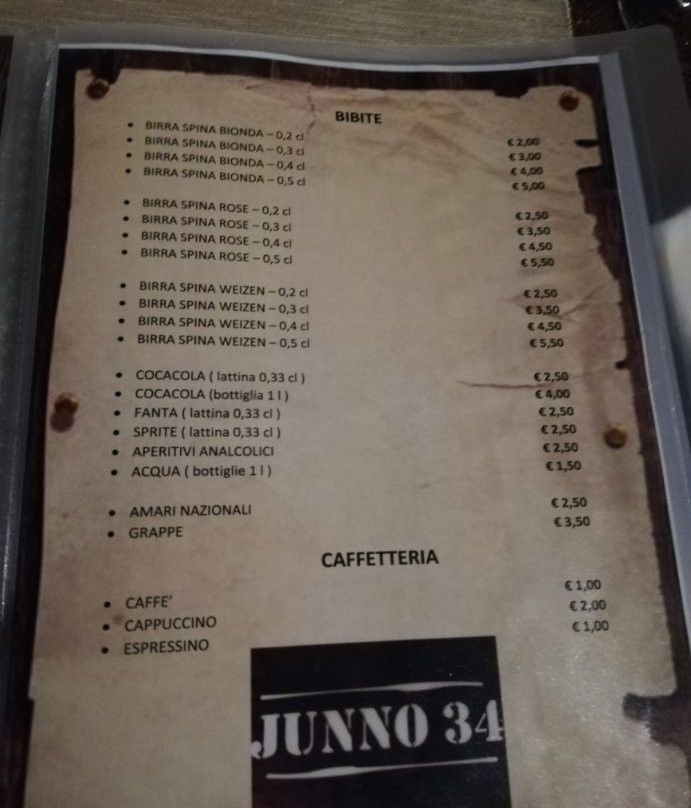 BIBITE
• BIRRA SPINA BIONDA – 0,2 cl € 2,00
• BIRRA SPINA BIONDA – 0,3 cl € 3,00
• BIRRA SPINA BIONDA – 0,4 cl € 4,00
• BIRRA SPINA BIONDA – 0,5 cl € 5,00
• BIRRA SPINA ROSE – 0,2 cl € 2,50
• BIRRA SPINA ROSE – 0,3 cl € 3,50
• BIRRA SPINA ROSE – 0,4 cl € 4,50
• BIRRA SPINA ROSE – 0,5 cl € 5,50
• BIRRA SPINA WEIZEN – 0,2 cl € 2,50
• BIRRA SPINA WEIZEN – 0,3 cl € 3,50
• BIRRA SPINA WEIZEN – 0,4 cl € 4,50
• BIRRA SPINA WEIZEN – 0,5 cl € 5,50
• COCACOLA ( lattina 0,33 cl ) € 2,50
• COCACOLA (bottiglia 1 l ) € 4,00
• FANTA ( lattina 0,33 cl ) € 2,50
• SPRITE ( lattina 0,33 cl ) € 2,50
• APERITIVI ANALCOLICI € 2,50
• ACQUA ( bottiglie 1 l ) € 1,50
• AMARI NAZIONALI € 2,50
• GRAPPE € 3,50
CAFFETTERIA
• CAFFE' € 1,00
• CAPPUCCINO € 2,00
• ESPRESSINO € 1,00
JUNNO 34